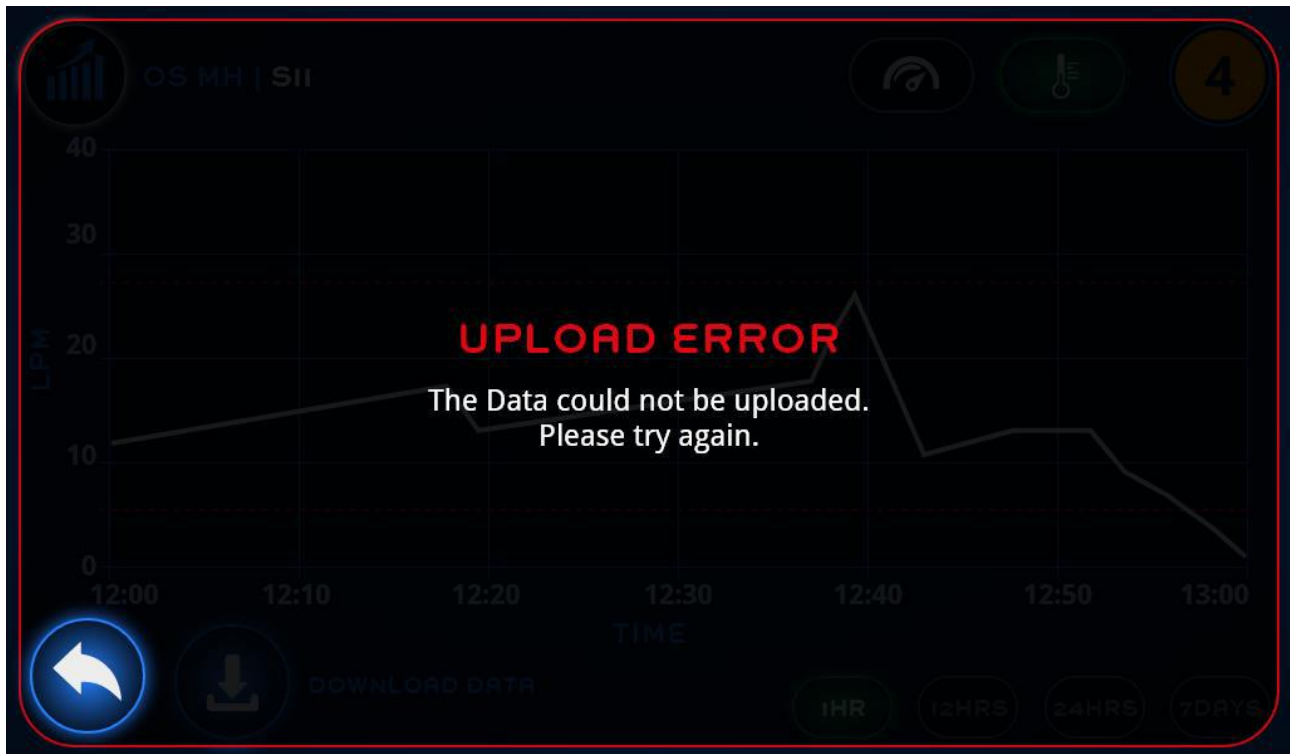 OS MH | SII
4
40
30
20
10
0
LPM
UPLOAD ERROR
The Data could not be uploaded.
Please try again.
12:00 12:10 12:20 12:30 12:40 12:50 13:00
TIME
DOWNLOAD DATA
1HR 12HRS 24HRS 7DAYS